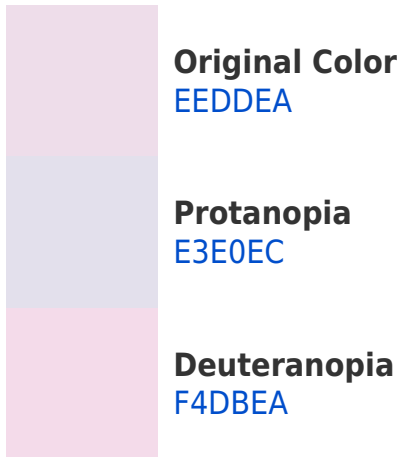 Original Color
EEDDEA
Protanopia
E3E0EC
Deuteranopia
F4DBEA